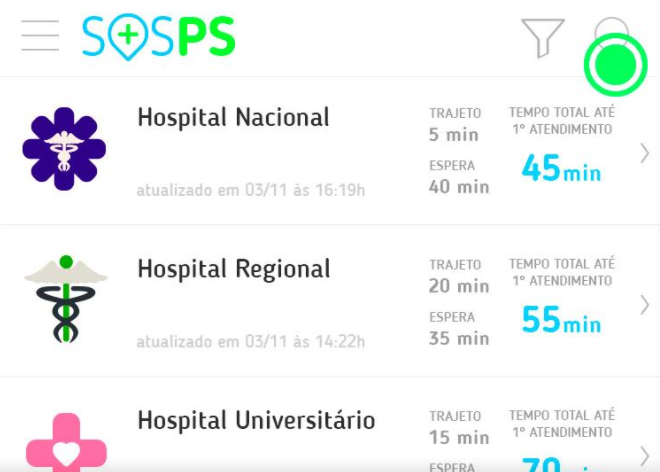 SOSPS
Hospital Nacional
atualizado em 03/11 às 16:19h
TRAJETO
5 min
ESPERA
40 min
TEMPO TOTAL ATÉ
1º ATENDIMENTO
45min
Hospital Regional
atualizado em 03/11 às 14:22h
TRAJETO
20 min
ESPERA
35 min
TEMPO TOTAL ATÉ
1º ATENDIMENTO
55min
Hospital Universitário
TRAJETO
15 min
ESPERA
TEMPO TOTAL ATÉ
1º ATENDIMENTO
70